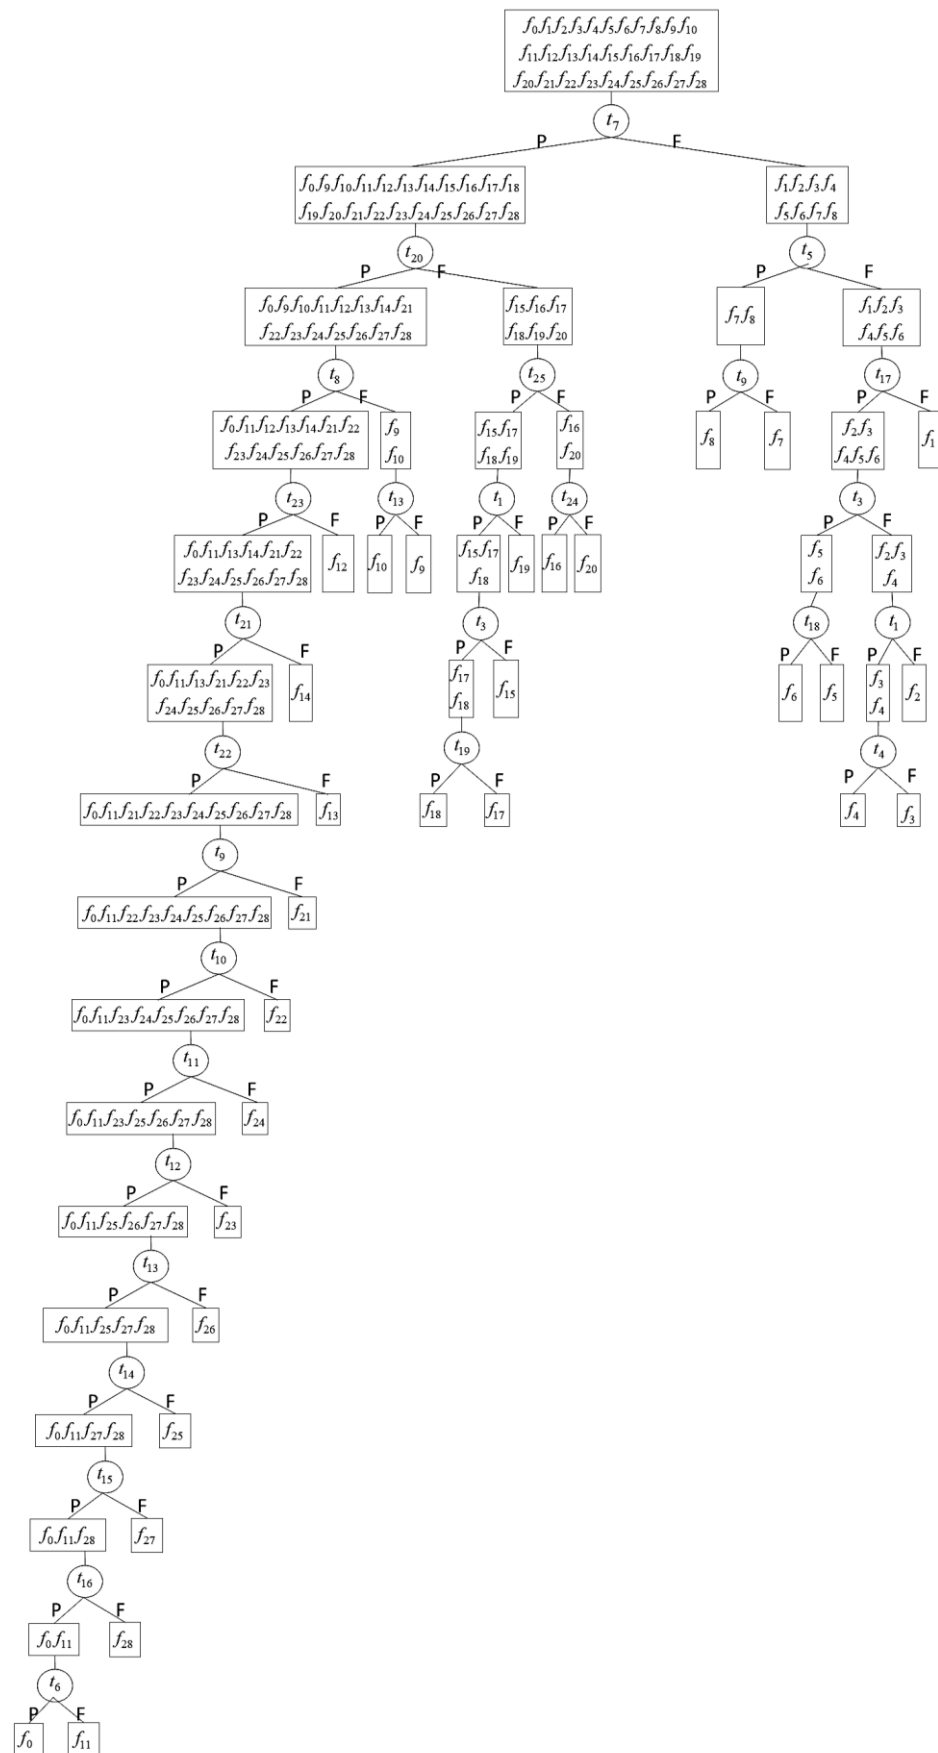 f0f1f2f3f4f5f6f7f8f9f10
f11f12f13f14f15f16f17f18f19
f20f21f22f23f24f25f26f27f28
t7
P F
f0f9f10f11f12f13f14f15f16f17f18
f19f20f21f22f23f24f25f26f27f28
f1f2f3f4
f5f6f7f8
t20
P F
t5
P F
f0f9f10f11f12f13f14f21
f22f23f24f25f26f27f28
f15f16f17
f18f19f20
f7f8
f1f2f3
f4f5f6
t8
P F
t25
P F
t9
P F
t17
P F
f0f11f12f13f14f21f22
f23f24f25f26f27f28
f9
f10
f15f17
f18f19
f16
f20
f8
f7
f2f3
f4f5f6
f1
t23
P F
t13
P F
t1
P F
t24
P F
t3
P F
f0f11f13f14f21f22
f23f24f25f26f27f28
f12
f10
f9
f15f17
f18
f19
f16
f20
f5
f6
f2f3
f4
t21
P F
t3
P F
t18
P F
t1
P F
f0f11f13f21f22f23
f24f25f26f27f28
f14
f17
f18
f15
f6
f5
f3
f4
f2
t22
P F
t19
P F
t4
P F
f0f11f21f22f23f24f25f26f27f28
f13
f18
f17
f4
f3
t9
P F
f0f11f22f23f24f25f26f27f28
f21
t10
P F
f0f11f23f24f25f26f27f28
f22
t11
P F
f0f11f23f25f26f27f28
f24
t12
P F
f0f11f25f26f27f28
f23
t13
P F
f0f11f25f27f28
f26
t14
P F
f0f11f27f28
f25
t15
P F
f0f11f28
f27
t16
P F
f0f11
f28
t6
P F
f0
f11